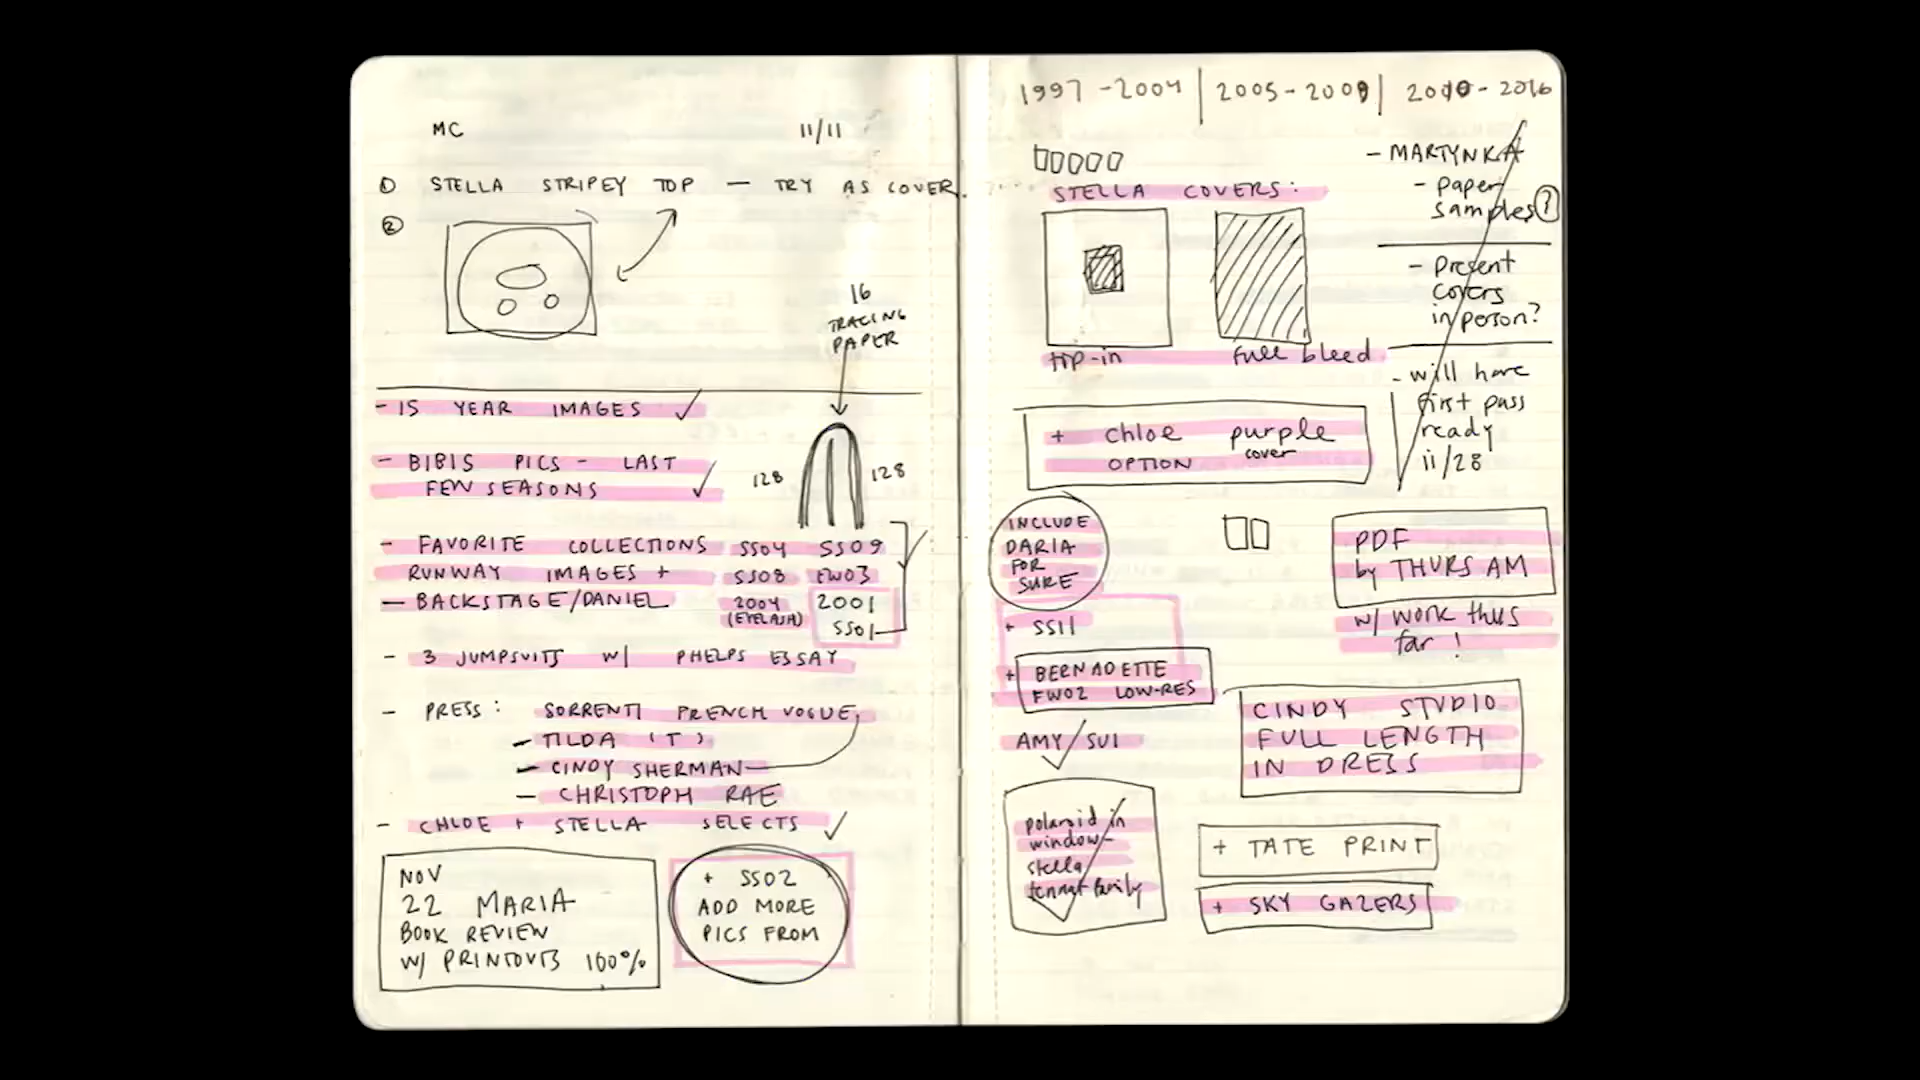 MC 11/11
① STELLA STRIPEY TOP — TRY AS COVER.
②
16
TRACING
PAPER
- 15 YEAR IMAGES ✓
- BIBIS PICS - LAST
FEW SEASONS ✓
128 128
- FAVORITE COLLECTIONS SS04 SS09
RUNWAY IMAGES + SS08 FW03
— BACKSTAGE/DANIEL 2004 2001
(EYELASH) SS01
- 3 JUMPSUITS W/ PHELPS ESSAY
- PRESS: SORRENTI FRENCH VOGUE
- TILDA 'T'
- CINDY SHERMAN
- CHRISTOPH RAE
- CHLOE + STELLA SELECTS ✓
NOV
22 MARIA
BOOK REVIEW
W/ PRINTOUTS 100%
+ SS02
ADD MORE
PICS FROM
1997 - 2004 | 2005 - 2009 | 2010 - 2016
STELLA COVERS:
tip-in full bleed
- MARTYNKA
- paper
samples ?
- Present
covers
in person?
- will have
first pass
ready
11/28
+ chloe purple
OPTION cover
INCLUDE
DARIA
FOR
SURE
PDF
by THURS AM
w/ WORK thus
far !
+ SS11
+ BERNADETTE
FW02 LOW-RES
AMY / SUI
CINDY STUDIO
FULL LENGTH
IN DRESS
polaroid in
window-
stella
tennant family
+ TATE PRINT
+ SKY GAZERS